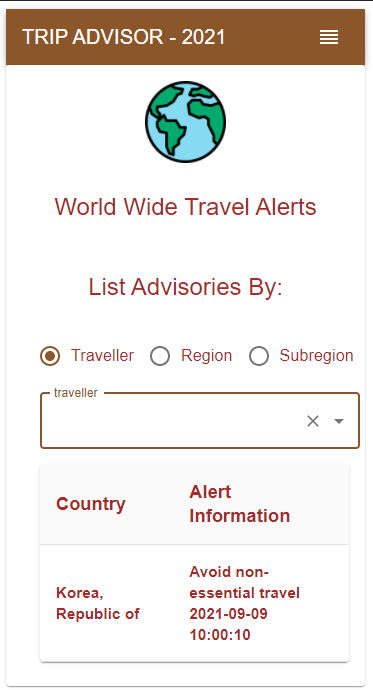 TRIP ADVISOR - 2021
World Wide Travel Alerts
List Advisories By:
Traveller Region Subregion
traveller
Country
Alert
Information
Korea,
Republic of
Avoid non-
essential travel
2021-09-09
10:00:10